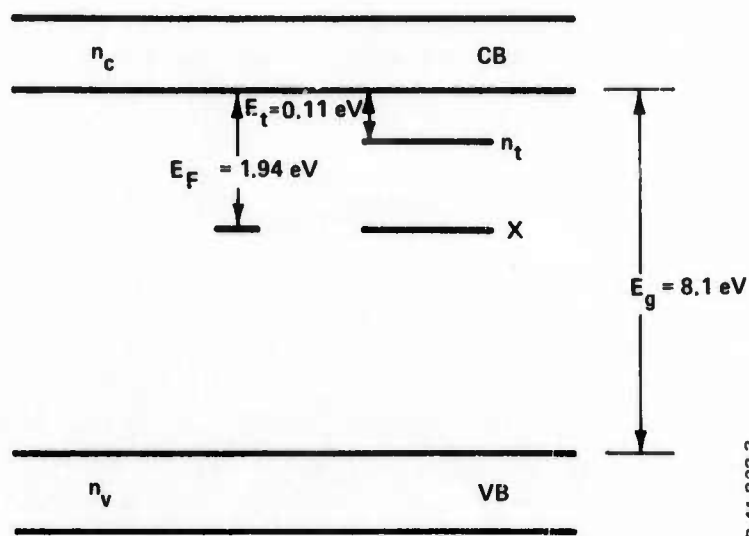 n_c CB
E_t=0.11 eV
n_t
E_F = 1.94 eV
X
E_g = 8.1 eV
n_v VB